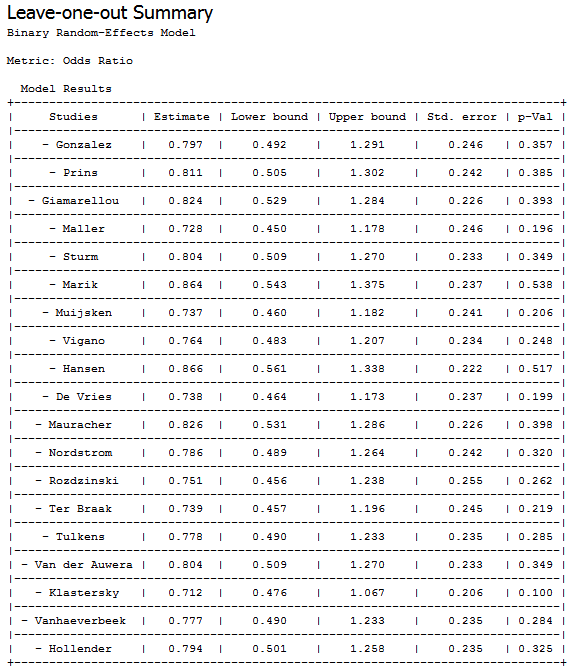 Leave-one-out Summary
Binary Random-Effects Model
Metric: Odds Ratio
Model Results
| Studies | Estimate | Lower bound | Upper bound | Std. error | p-Val |
| - Gonzalez | 0.797 | 0.492 | 1.291 | 0.246 | 0.357 |
| - Prins | 0.811 | 0.505 | 1.302 | 0.242 | 0.385 |
| - Giamarellou | 0.824 | 0.529 | 1.284 | 0.226 | 0.393 |
| - Maller | 0.728 | 0.450 | 1.178 | 0.246 | 0.196 |
| - Sturm | 0.804 | 0.509 | 1.270 | 0.233 | 0.349 |
| - Marik | 0.864 | 0.543 | 1.375 | 0.237 | 0.538 |
| - Muijsken | 0.737 | 0.460 | 1.182 | 0.241 | 0.206 |
| - Vigano | 0.764 | 0.483 | 1.207 | 0.234 | 0.248 |
| - Hansen | 0.866 | 0.561 | 1.338 | 0.222 | 0.517 |
| - De Vries | 0.738 | 0.464 | 1.173 | 0.237 | 0.199 |
| - Mauracher | 0.826 | 0.531 | 1.286 | 0.226 | 0.398 |
| - Nordstrom | 0.786 | 0.489 | 1.264 | 0.242 | 0.320 |
| - Rozdzinski | 0.751 | 0.456 | 1.238 | 0.255 | 0.262 |
| - Ter Braak | 0.739 | 0.457 | 1.196 | 0.245 | 0.219 |
| - Tulkens | 0.778 | 0.490 | 1.233 | 0.235 | 0.285 |
| - Van der Auwera | 0.804 | 0.509 | 1.270 | 0.233 | 0.349 |
| - Klastersky | 0.712 | 0.476 | 1.067 | 0.206 | 0.100 |
| - Vanhaeverbeek | 0.777 | 0.490 | 1.233 | 0.235 | 0.284 |
| - Hollender | 0.794 | 0.501 | 1.258 | 0.235 | 0.325 |